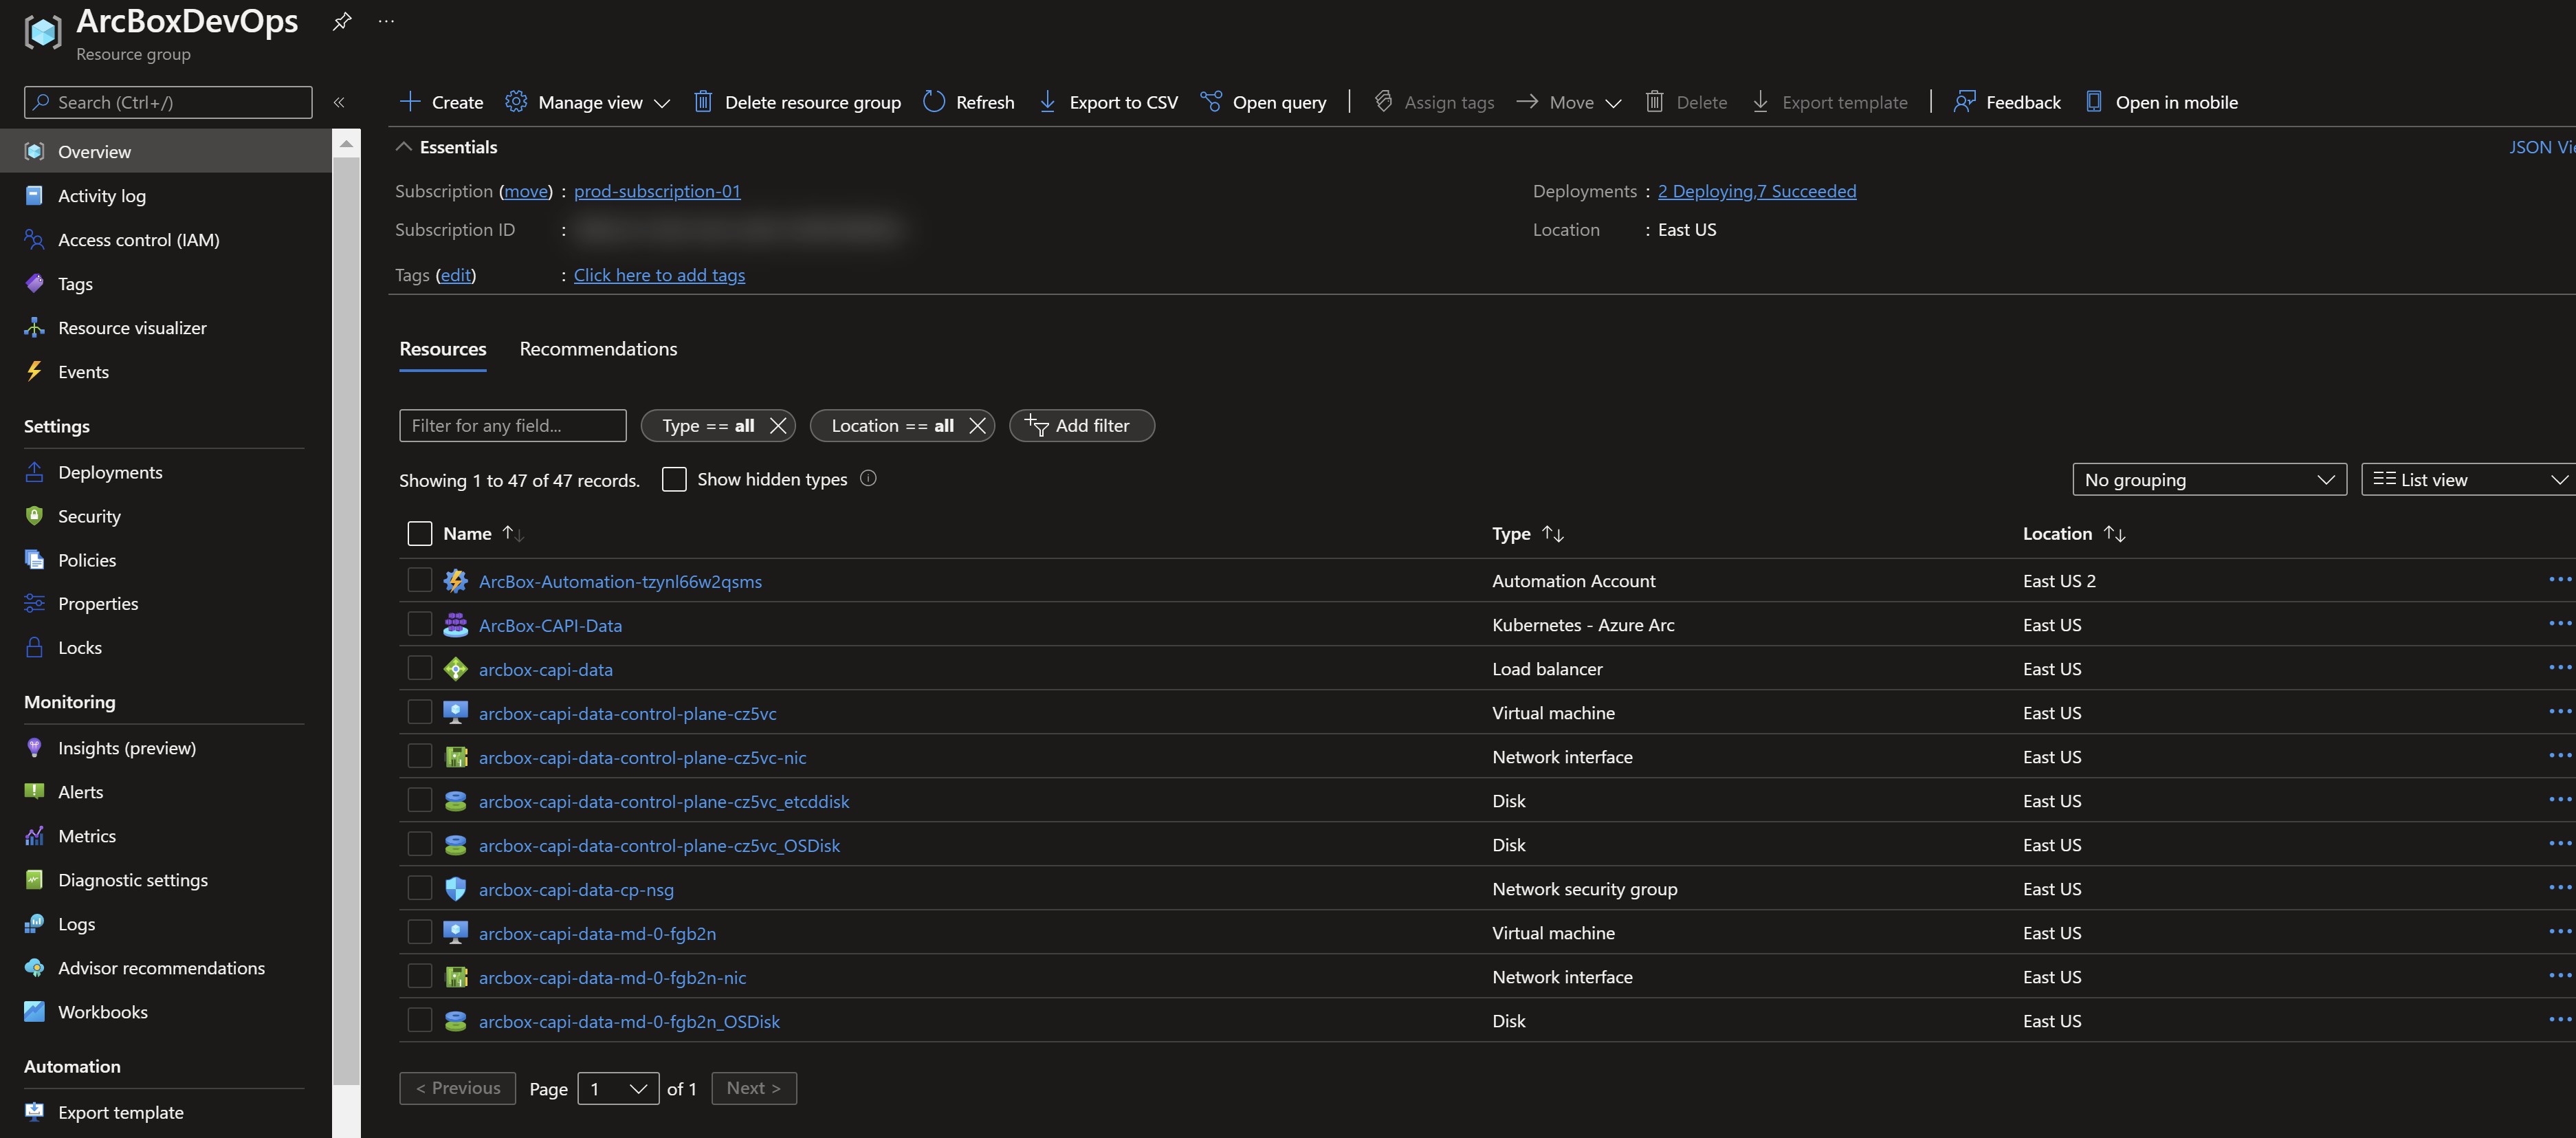 ArcBoxDevOps
Resource group
Search (Ctrl+/)
Overview
Activity log
Access control (IAM)
Tags
Resource visualizer
Events
Settings
Deployments
Security
Policies
Properties
Locks
Monitoring
Insights (preview)
Alerts
Metrics
Diagnostic settings
Logs
Advisor recommendations
Workbooks
Automation
Export template
Create Manage view Delete resource group Refresh Export to CSV Open query Assign tags Move Delete Export template Feedback Open in mobile
Essentials JSON Vie
Subscription (move) : prod-subscription-01 Deployments : 2 Deploying,7 Succeeded
Subscription ID : Location : East US
Tags (edit) : Click here to add tags
Resources Recommendations
Filter for any field... Type == all Location == all Add filter
Showing 1 to 47 of 47 records. Show hidden types No grouping List view
Name Type Location
ArcBox-Automation-tzynl66w2qsms Automation Account East US 2
ArcBox-CAPI-Data Kubernetes - Azure Arc East US
arcbox-capi-data Load balancer East US
arcbox-capi-data-control-plane-cz5vc Virtual machine East US
arcbox-capi-data-control-plane-cz5vc-nic Network interface East US
arcbox-capi-data-control-plane-cz5vc_etcddisk Disk East US
arcbox-capi-data-control-plane-cz5vc_OSDisk Disk East US
arcbox-capi-data-cp-nsg Network security group East US
arcbox-capi-data-md-0-fgb2n Virtual machine East US
arcbox-capi-data-md-0-fgb2n-nic Network interface East US
arcbox-capi-data-md-0-fgb2n_OSDisk Disk East US
< Previous Page 1 of 1 Next >